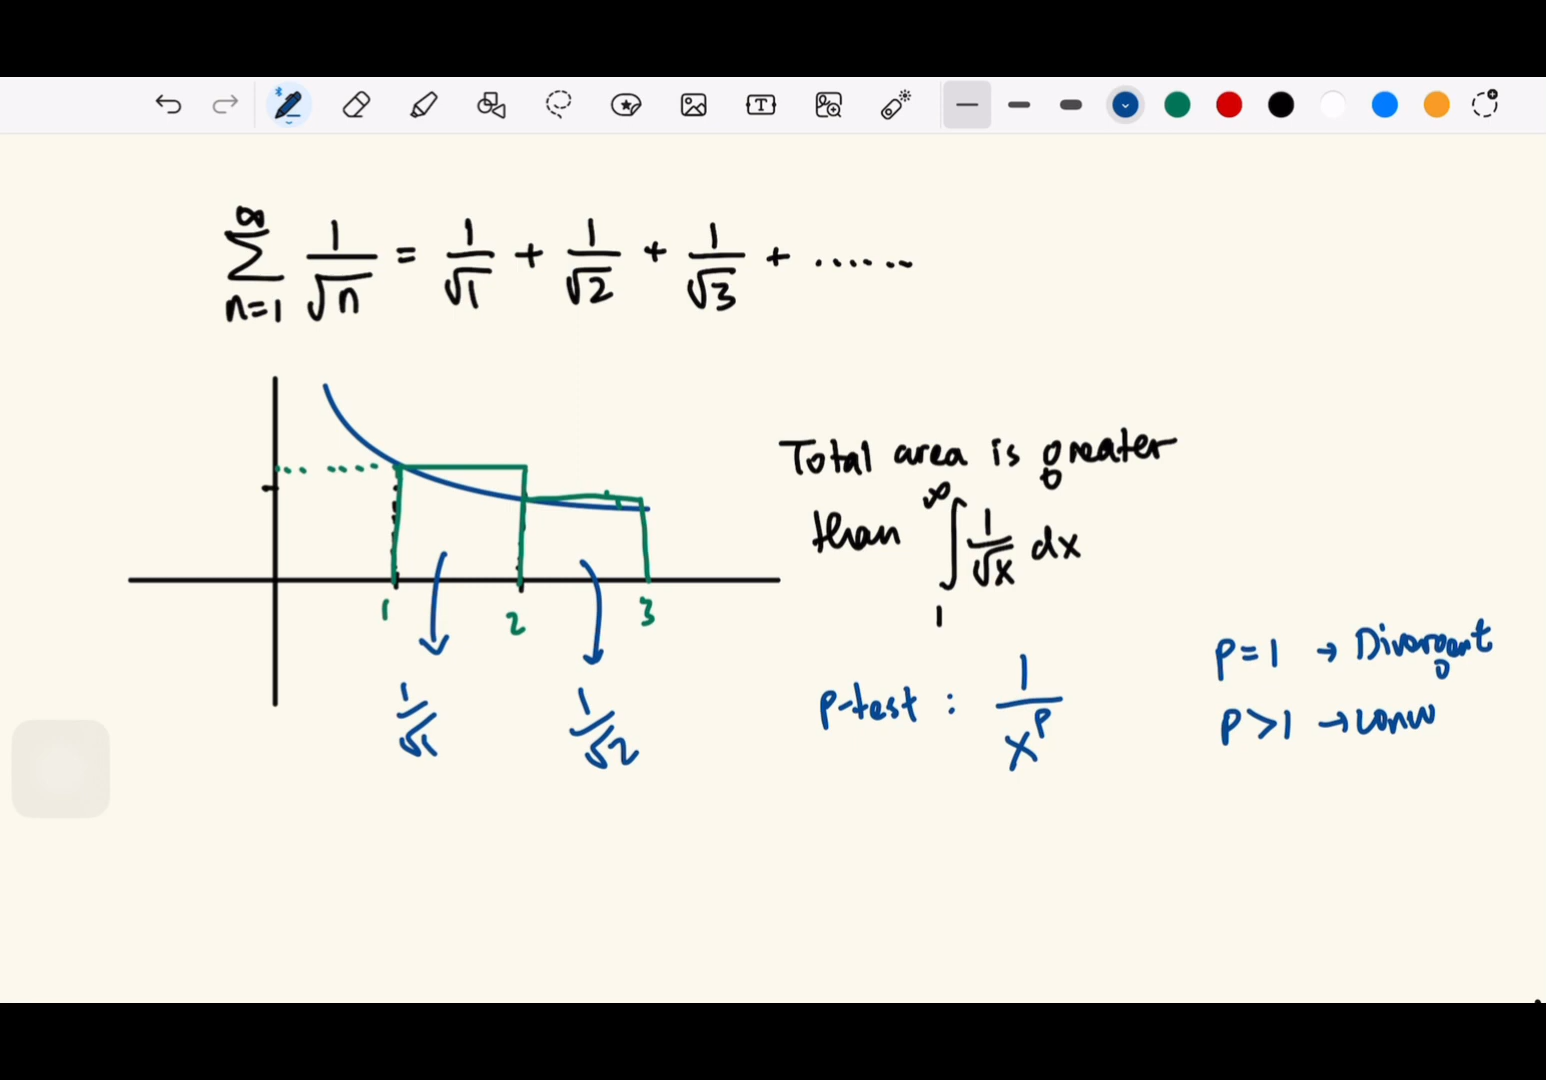 ∞
∑ 1/√n = 1/√1 + 1/√2 + 1/√3 + ......
n=1
Total area is greater
than ∫₁^∞ 1/√x dx
1 2 3
1/√1 1/√2
p-test : 1/x^p
p=1 → Divergent
p>1 → conv